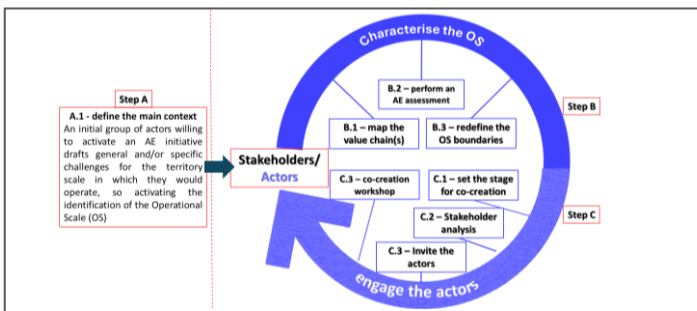 Step A
A.1 - define the main context
An initial group of actors willing
to activate an AE initiative
drafts general and/or specific
challenges for the territory
scale in which they would
operate, so activating the
identification of the Operational
Scale (OS)
Stakeholders/
Actors
Characterise the OS
B.1 – map the
value chain(s)
B.2 – perform an
AE assessment
B.3 – redefine the
OS boundaries
Step B
C.1 – set the stage
for co-creation
C.2 – Stakeholder
analysis
C.3 – Invite the
actors
C.3 – co-creation
workshop
Step C
engage the actors